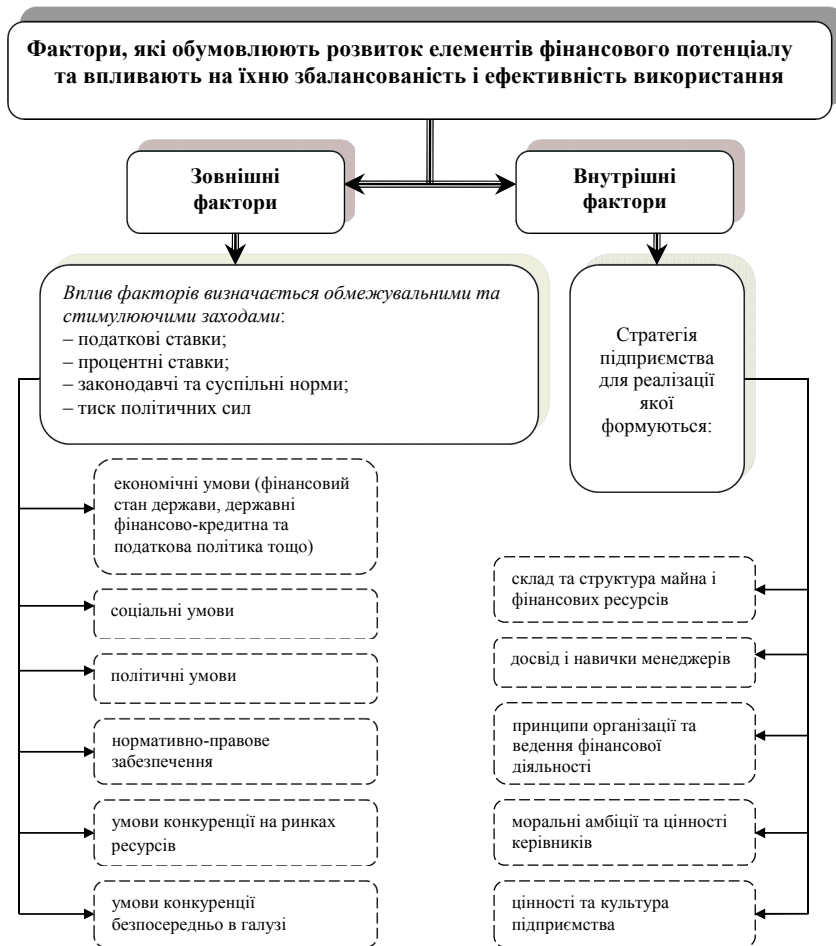 Фактори, які обумовлюють розвиток елементів фінансового потенціалу
та впливають на їхню збалансованість і ефективність використання
Зовнішні
фактори
Внутрішні
фактори
Вплив факторів визначається обмежувальними та
стимулюючими заходами:
– податкові ставки;
– процентні ставки;
– законодавчі та суспільні норми;
– тиск політичних сил
Стратегія
підприємства
для реалізації
якої
формуються:
економічні умови (фінансовий
стан держави, державні
фінансово-кредитна та
податкова політика тощо)
соціальні умови
політичні умови
нормативно-правове
забезпечення
умови конкуренції на ринках
ресурсів
умови конкуренції
безпосередньо в галузі
склад та структура майна і
фінансових ресурсів
досвід і навички менеджерів
принципи організації та
ведення фінансової
діяльності
моральні амбіції та цінності
керівників
цінності та культура
підприємства